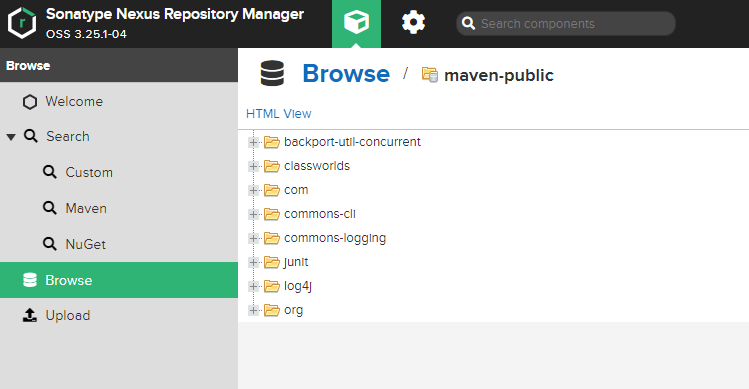 Sonatype Nexus Repository Manager
OSS 3.25.1-04
Search components
Browse
Browse / maven-public
Welcome
HTML View
Search
Custom
Maven
NuGet
Browse
Upload
backport-util-concurrent
classworlds
com
commons-cli
commons-logging
junit
log4j
org